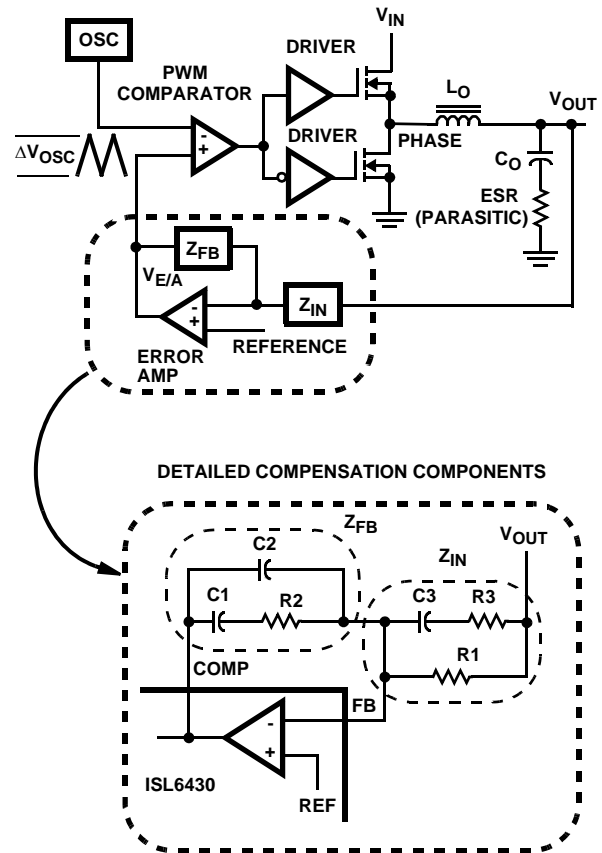 V_IN
OSC
DRIVER
PWM
COMPARATOR
L_O
V_OUT
-
+
DRIVER
PHASE
ΔV_OSC
C_O
ESR
(PARASITIC)
Z_FB
V_E/A
-
+
Z_IN
REFERENCE
ERROR
AMP
DETAILED COMPENSATION COMPONENTS
Z_FB
V_OUT
C2
Z_IN
C1
R2
C3
R3
R1
COMP
FB
-
+
ISL6430
REF